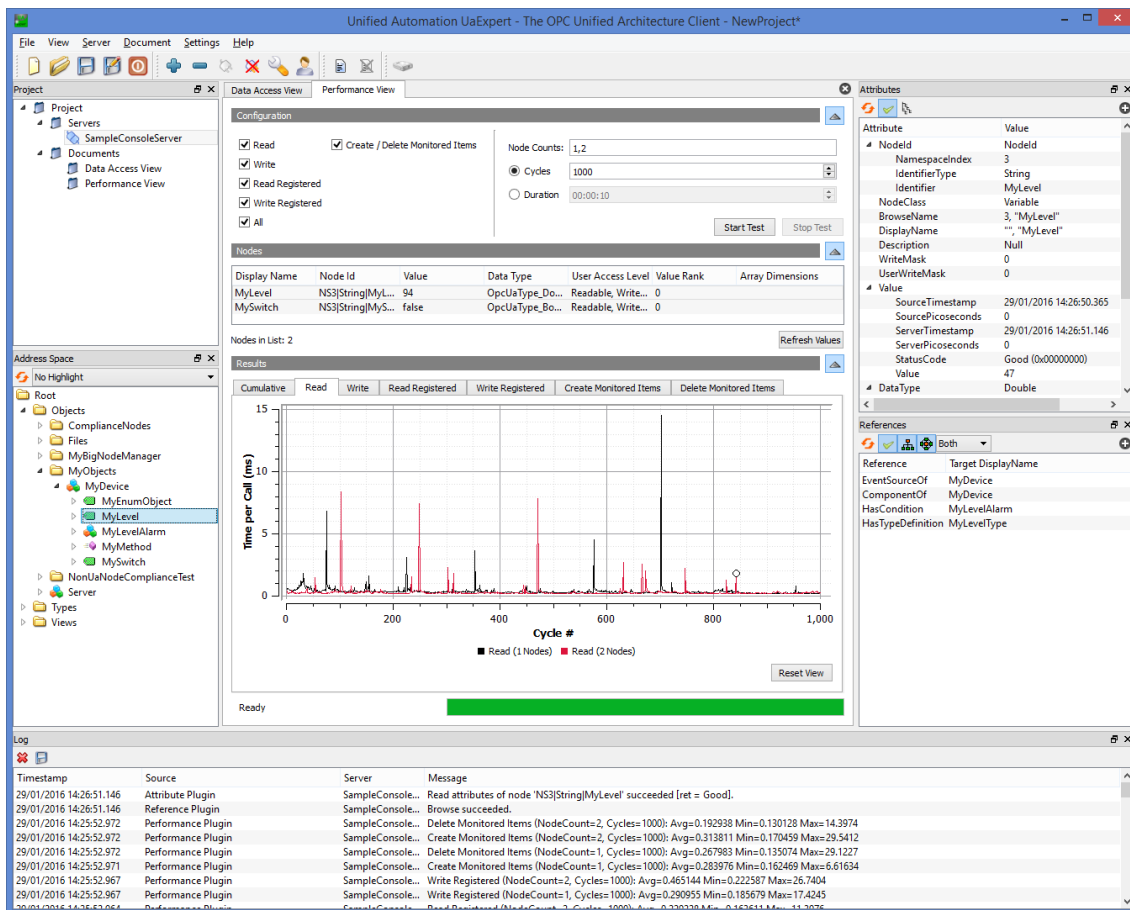 Unified Automation UaExpert - The OPC Unified Architecture Client - NewProject*
File View Server Document Settings Help
Project
Project
Servers
SampleConsoleServer
Documents
Data Access View
Performance View
Address Space
No Highlight
Root
Objects
ComplianceNodes
Files
MyBigNodeManager
MyObjects
MyDevice
MyEnumObject
MyLevel
MyLevelAlarm
MyMethod
MySwitch
NonUaNodeComplianceTest
Server
Types
Views
Data Access View Performance View
Configuration
Read Create / Delete Monitored Items
Write
Read Registered
Write Registered
All
Node Counts: 1,2
Cycles 1000
Duration 00:00:10
Start Test Stop Test
Nodes
Display Name Node Id Value Data Type User Access Level Value Rank Array Dimensions
MyLevel NS3|String|MyL... 94 OpcUaType_Do... Readable, Write... 0
MySwitch NS3|String|MyS... false OpcUaType_Bo... Readable, Write... 0
Nodes in List: 2 Refresh Values
Results
Cumulative Read Write Read Registered Write Registered Create Monitored Items Delete Monitored Items
Time per Call (ms)
15
10
5
0
0 200 400 600 800 1,000
Cycle #
Read (1 Nodes) Read (2 Nodes)
Reset View
Ready
Attributes
Attribute Value
NodeId NodeId
NamespaceIndex 3
IdentifierType String
Identifier MyLevel
NodeClass Variable
BrowseName 3, "MyLevel"
DisplayName "", "MyLevel"
Description Null
WriteMask 0
UserWriteMask 0
Value
SourceTimestamp 29/01/2016 14:26:50.365
SourcePicoseconds 0
ServerTimestamp 29/01/2016 14:26:51.146
ServerPicoseconds 0
StatusCode Good (0x00000000)
Value 47
DataType Double
References
Both
Reference Target DisplayName
EventSourceOf MyDevice
ComponentOf MyDevice
HasCondition MyLevelAlarm
HasTypeDefinition MyLevelType
Log
Timestamp Source Server Message
29/01/2016 14:26:51.146 Attribute Plugin SampleConsole... Read attributes of node 'NS3|String|MyLevel' succeeded [ret = Good].
29/01/2016 14:26:51.146 Reference Plugin SampleConsole... Browse succeeded.
29/01/2016 14:25:52.972 Performance Plugin SampleConsole... Delete Monitored Items (NodeCount=2, Cycles=1000): Avg=0.192938 Min=0.130128 Max=14.3974
29/01/2016 14:25:52.972 Performance Plugin SampleConsole... Create Monitored Items (NodeCount=2, Cycles=1000): Avg=0.313811 Min=0.170459 Max=29.5412
29/01/2016 14:25:52.972 Performance Plugin SampleConsole... Delete Monitored Items (NodeCount=1, Cycles=1000): Avg=0.267983 Min=0.135074 Max=29.1227
29/01/2016 14:25:52.971 Performance Plugin SampleConsole... Create Monitored Items (NodeCount=1, Cycles=1000): Avg=0.283976 Min=0.162469 Max=6.61634
29/01/2016 14:25:52.967 Performance Plugin SampleConsole... Write Registered (NodeCount=2, Cycles=1000): Avg=0.465144 Min=0.222587 Max=26.7404
29/01/2016 14:25:52.967 Performance Plugin SampleConsole... Write Registered (NodeCount=1, Cycles=1000): Avg=0.290955 Min=0.185679 Max=17.4245